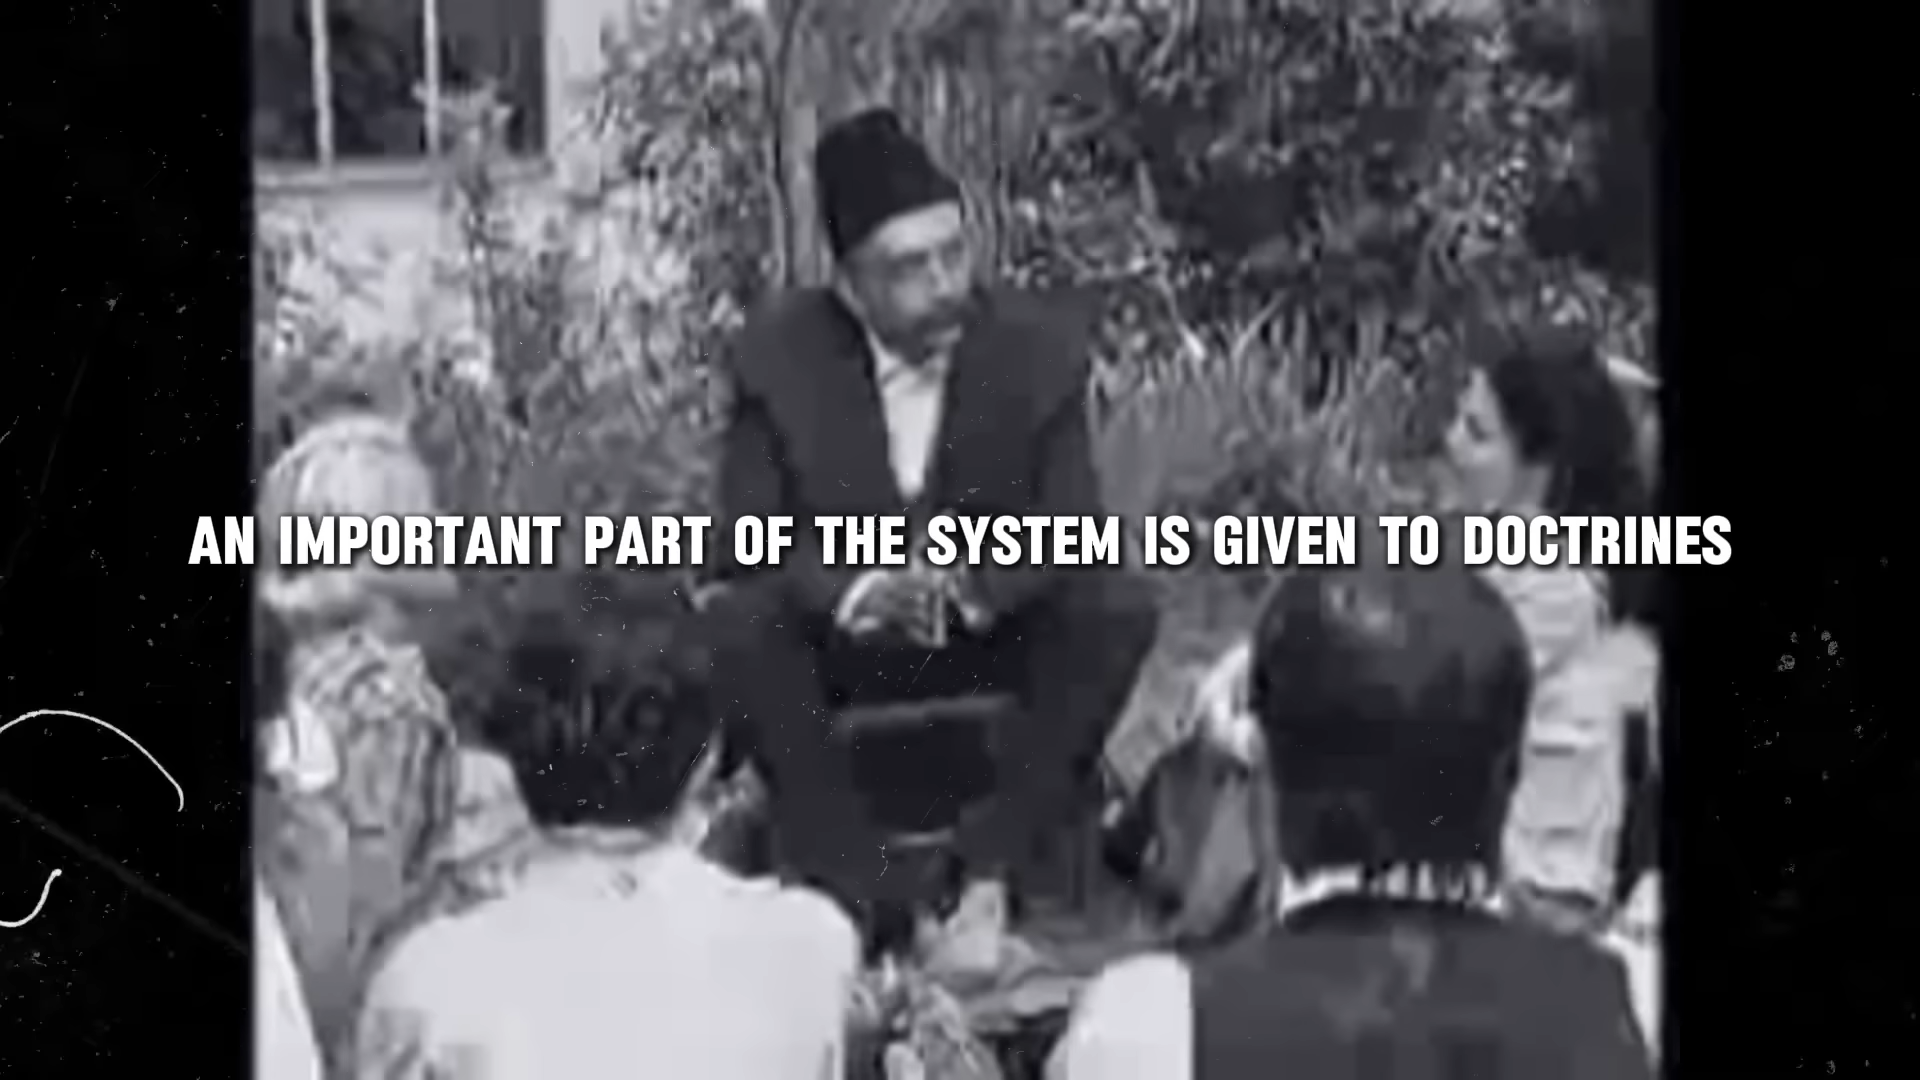 AN IMPORTANT PART OF THE SYSTEM IS GIVEN TO DOCTRINES